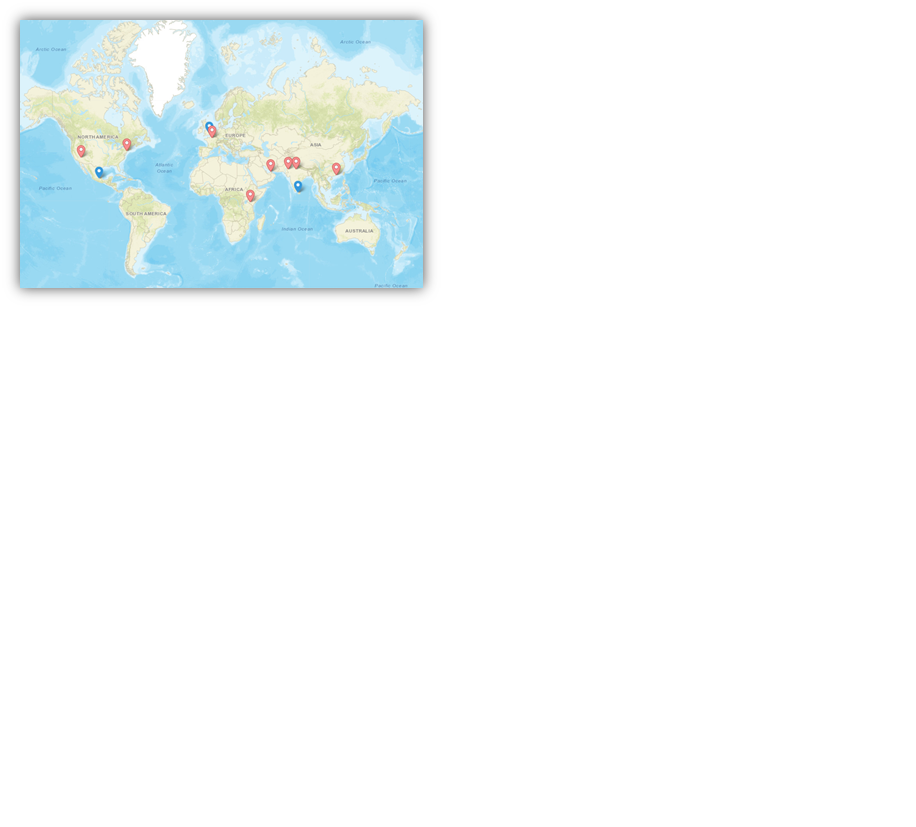 Arctic Ocean
Arctic Ocean
NORTH AMERICA
EUROPE
ASIA
Atlantic
Ocean
Pacific Ocean
Pacific Ocean
AFRICA
SOUTH AMERICA
Indian Ocean
AUSTRALIA
Pacific Ocean